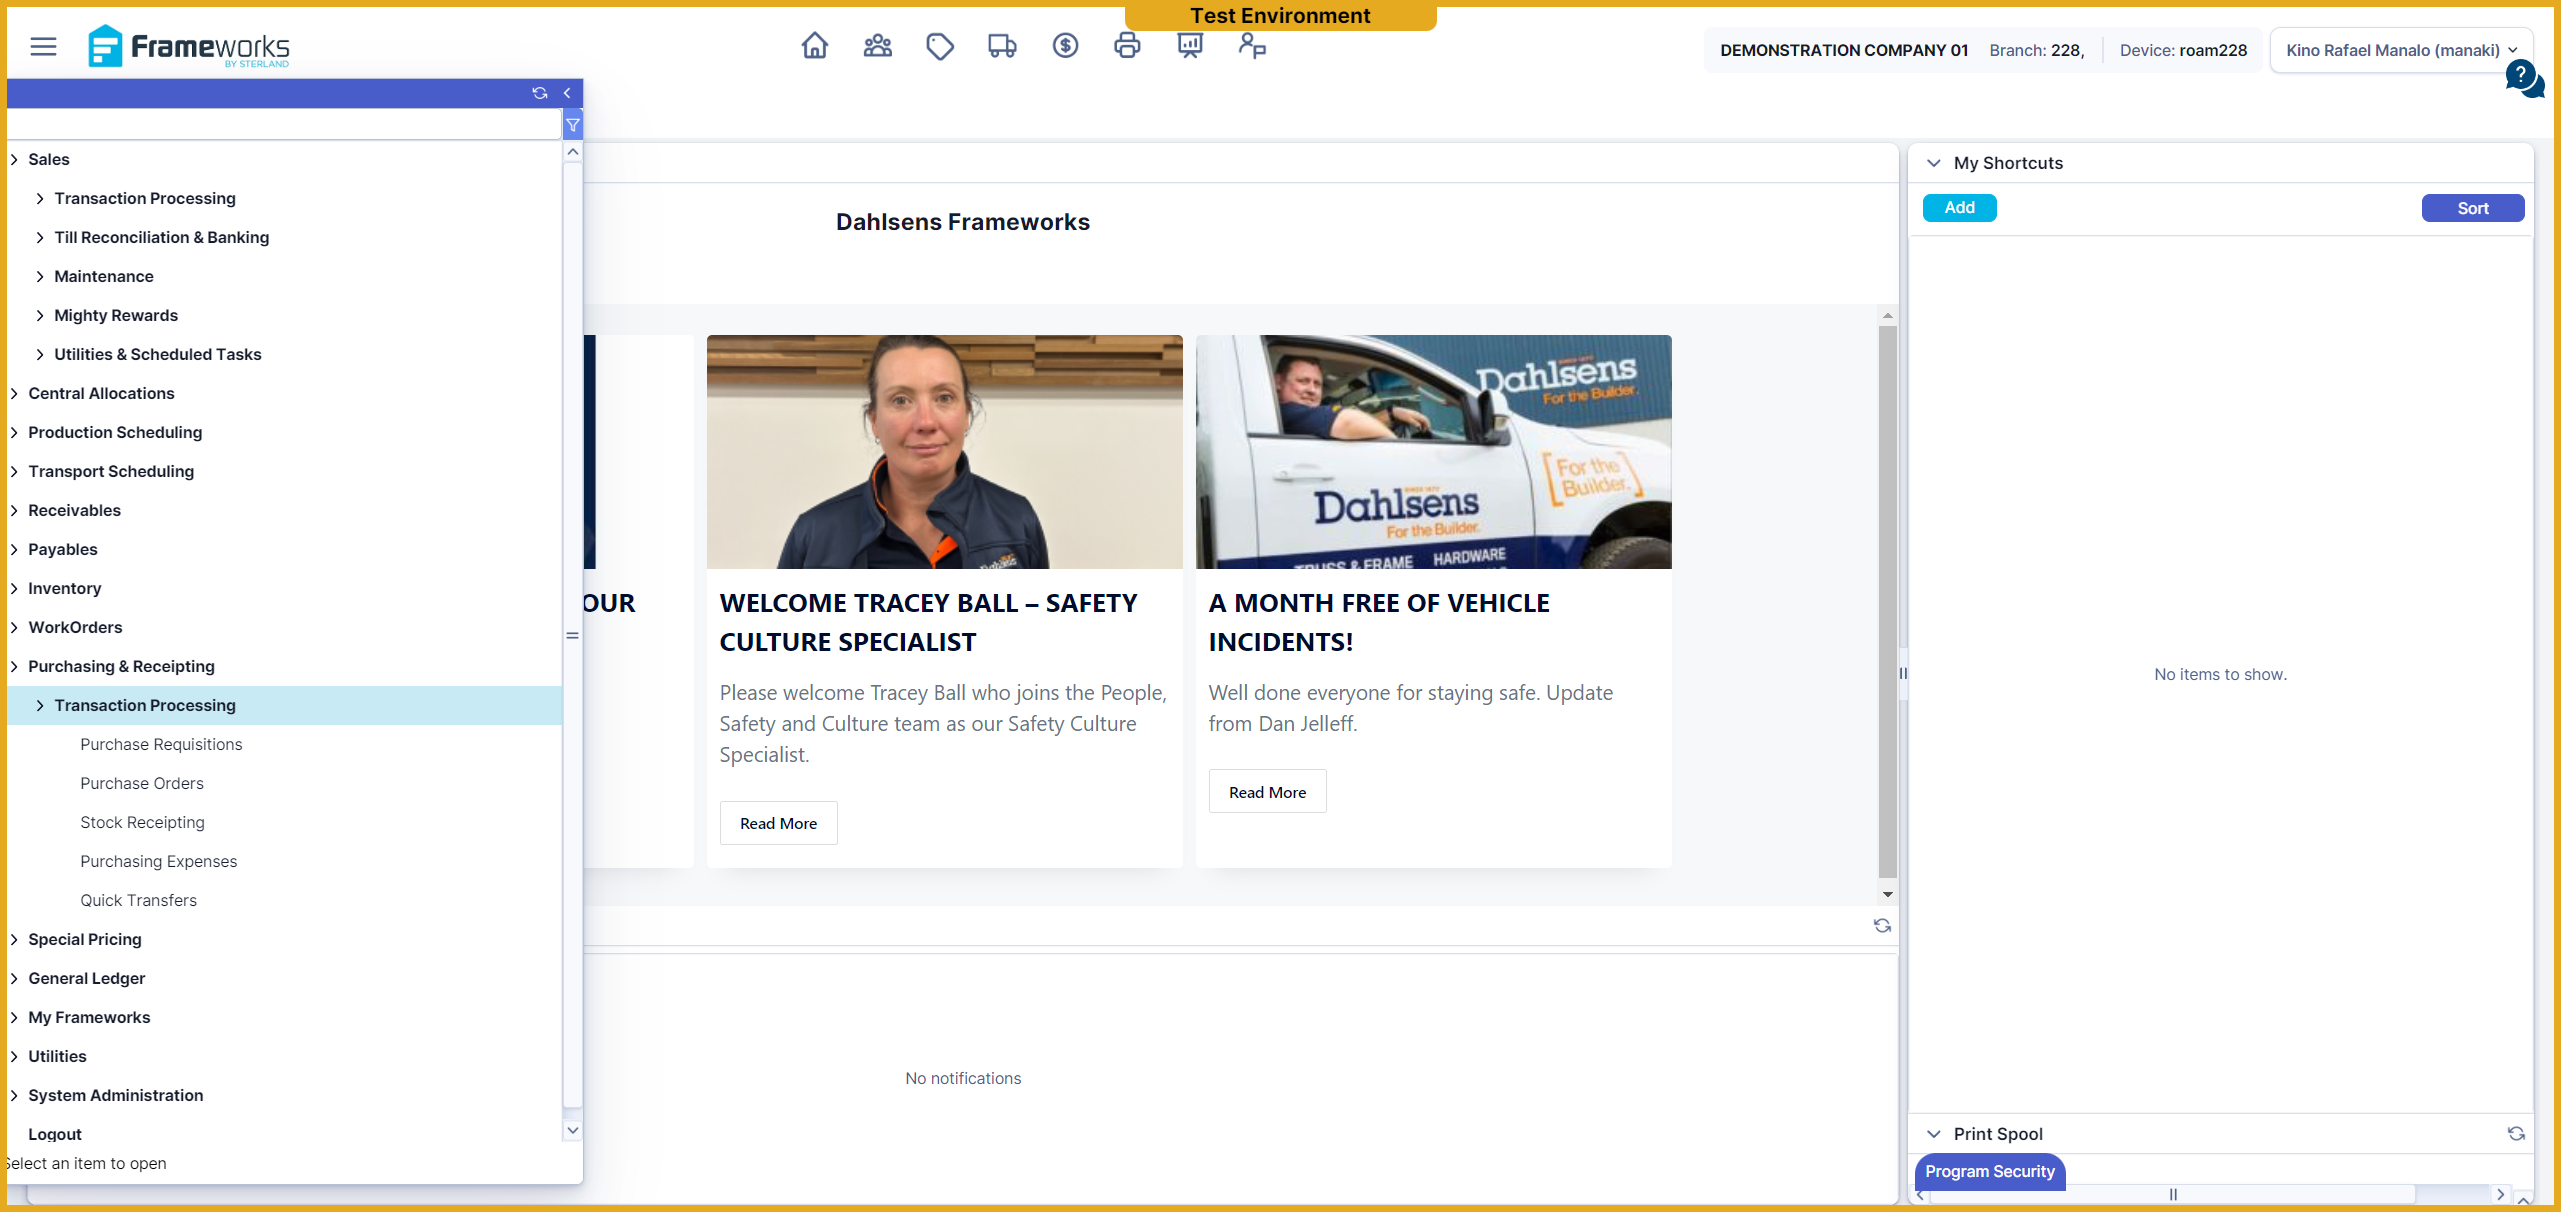 Test Environment
Frameworks
BY STERLAND
DEMONSTRATION COMPANY 01
Branch: 228,
Device: roam228
Kino Rafael Manalo (manaki)
?
Sales
Transaction Processing
Till Reconciliation & Banking
Maintenance
Mighty Rewards
Utilities & Scheduled Tasks
Central Allocations
Production Scheduling
Transport Scheduling
Receivables
Payables
Inventory
WorkOrders
Purchasing & Receipting
Transaction Processing
Purchase Requisitions
Purchase Orders
Stock Receipting
Purchasing Expenses
Quick Transfers
Special Pricing
General Ledger
My Frameworks
Utilities
System Administration
Logout
Select an item to open
Dahlsens Frameworks
OUR
Dahlsens
WELCOME TRACEY BALL – SAFETY
CULTURE SPECIALIST
Please welcome Tracey Ball who joins the People,
Safety and Culture team as our Safety Culture
Specialist.
Read More
Dahlsens
For the Builder.
[For the
Builder.]
Dahlsens
For the Builder.
TRUSS & FRAME HARDWARE
A MONTH FREE OF VEHICLE
INCIDENTS!
Well done everyone for staying safe. Update
from Dan Jelleff.
Read More
No notifications
My Shortcuts
Add
Sort
No items to show.
Print Spool
Program Security